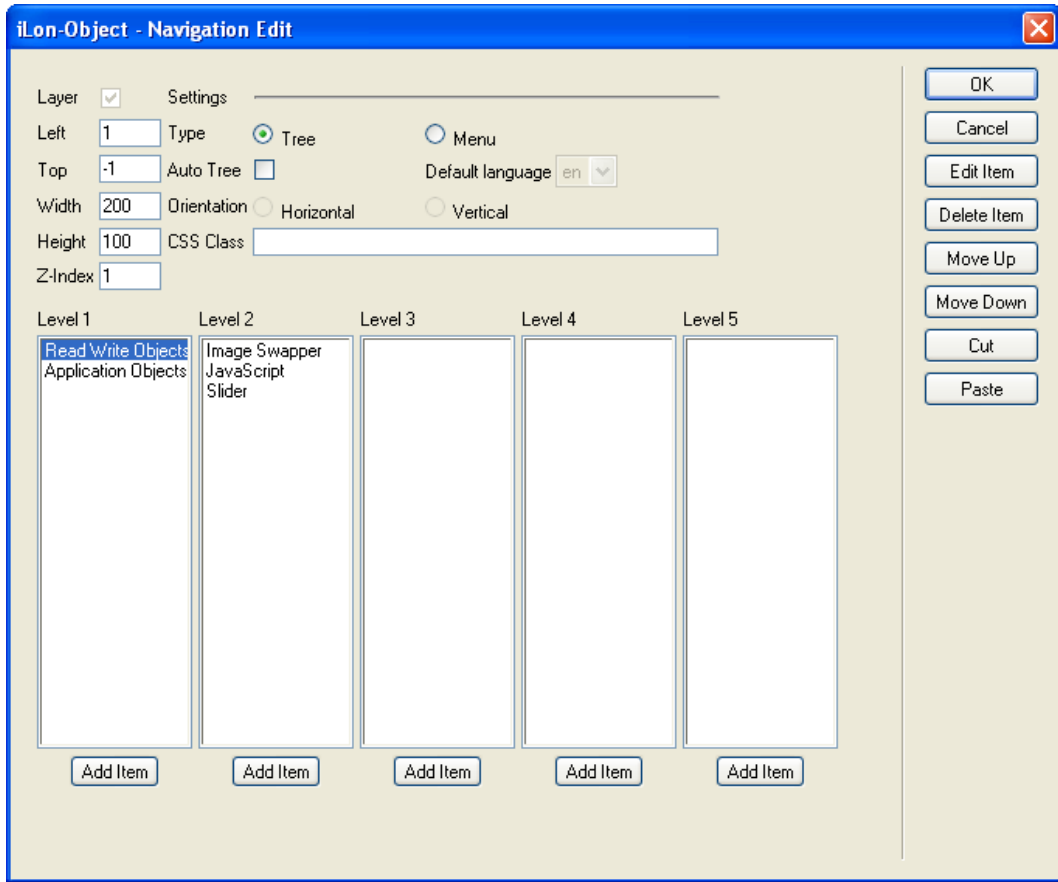 iLon-Object - Navigation Edit
Layer Settings
Left 1 Type Tree Menu
Top -1 Auto Tree Default language en
Width 200 Orientation Horizontal Vertical
Height 100 CSS Class
Z-Index 1
Level 1 Level 2 Level 3 Level 4 Level 5
Read Write Objects Image Swapper
Application Objects JavaScript
Slider
Add Item Add Item Add Item Add Item Add Item
OK
Cancel
Edit Item
Delete Item
Move Up
Move Down
Cut
Paste